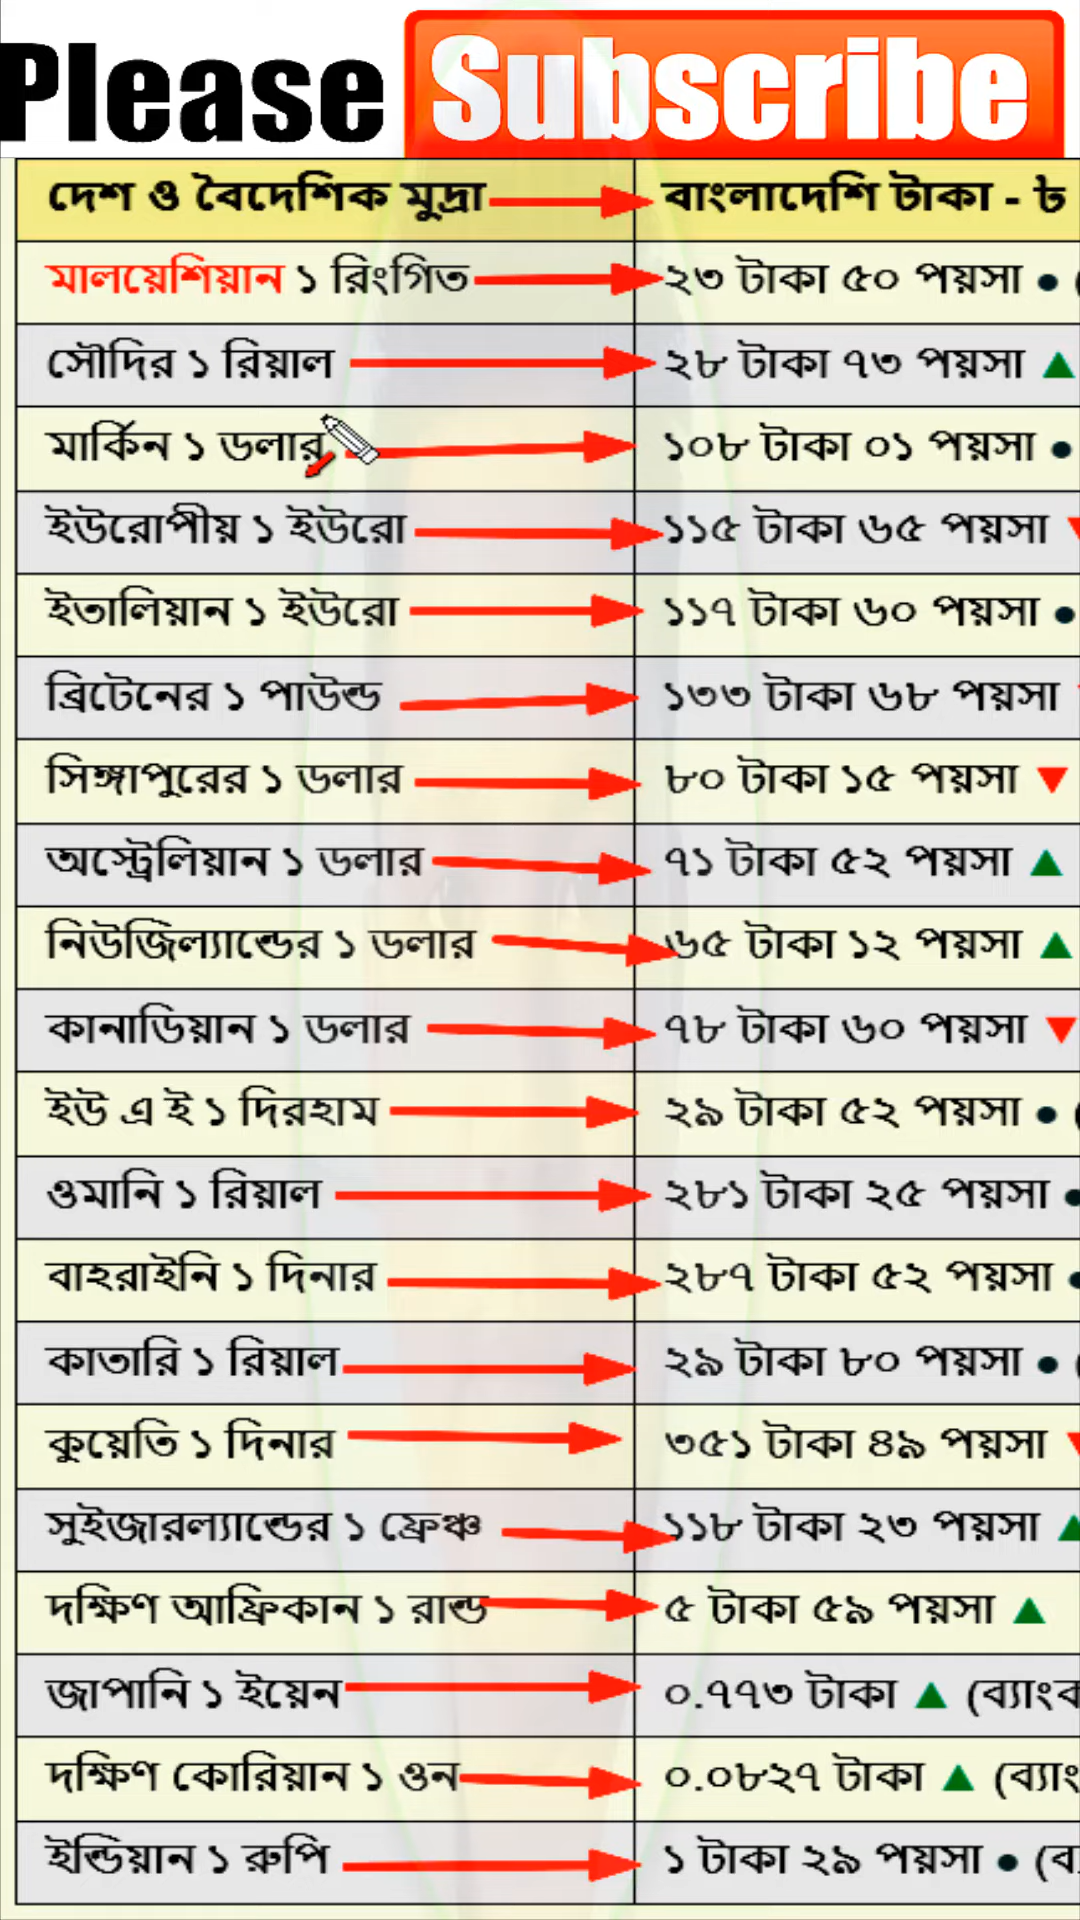 Please Subscribe
দেশ ও বৈদেশিক মুদ্রা বাংলাদেশি টাকা - ৳
মালয়েশিয়ান ১ রিংগিত ২৩ টাকা ৫০ পয়সা ● (
সৌদির ১ রিয়াল ২৮ টাকা ৭৩ পয়সা ▲
মার্কিন ১ ডলার ১০৮ টাকা ০১ পয়সা ●
ইউরোপীয় ১ ইউরো ১১৫ টাকা ৬৫ পয়সা ▼
ইতালিয়ান ১ ইউরো ১১৭ টাকা ৬০ পয়সা ●
ব্রিটেনের ১ পাউন্ড ১৩৩ টাকা ৬৮ পয়সা
সিঙ্গাপুরের ১ ডলার ৮০ টাকা ১৫ পয়সা ▼
অস্ট্রেলিয়ান ১ ডলার ৭১ টাকা ৫২ পয়সা ▲
নিউজিল্যান্ডের ১ ডলার ৬৫ টাকা ১২ পয়সা ▲
কানাডিয়ান ১ ডলার ৭৮ টাকা ৬০ পয়সা ▼
ইউ এ ই ১ দিরহাম ২৯ টাকা ৫২ পয়সা ● (
ওমানি ১ রিয়াল ২৮১ টাকা ২৫ পয়সা ●
বাহরাইনি ১ দিনার ২৮৭ টাকা ৫২ পয়সা ●
কাতারি ১ রিয়াল ২৯ টাকা ৮০ পয়সা ● (
কুয়েতি ১ দিনার ৩৫১ টাকা ৪৯ পয়সা ▼
সুইজারল্যান্ডের ১ ফ্রেঞ্চ ১১৮ টাকা ২৩ পয়সা ▲
দক্ষিণ আফ্রিকান ১ রান্ড ৫ টাকা ৫৯ পয়সা ▲
জাপানি ১ ইয়েন ০.৭৭৩ টাকা ▲ (ব্যাংক
দক্ষিণ কোরিয়ান ১ ওন ০.০৮২৭ টাকা ▲ (ব্যাং
ইন্ডিয়ান ১ রুপি ১ টাকা ২৯ পয়সা ● (ব্য